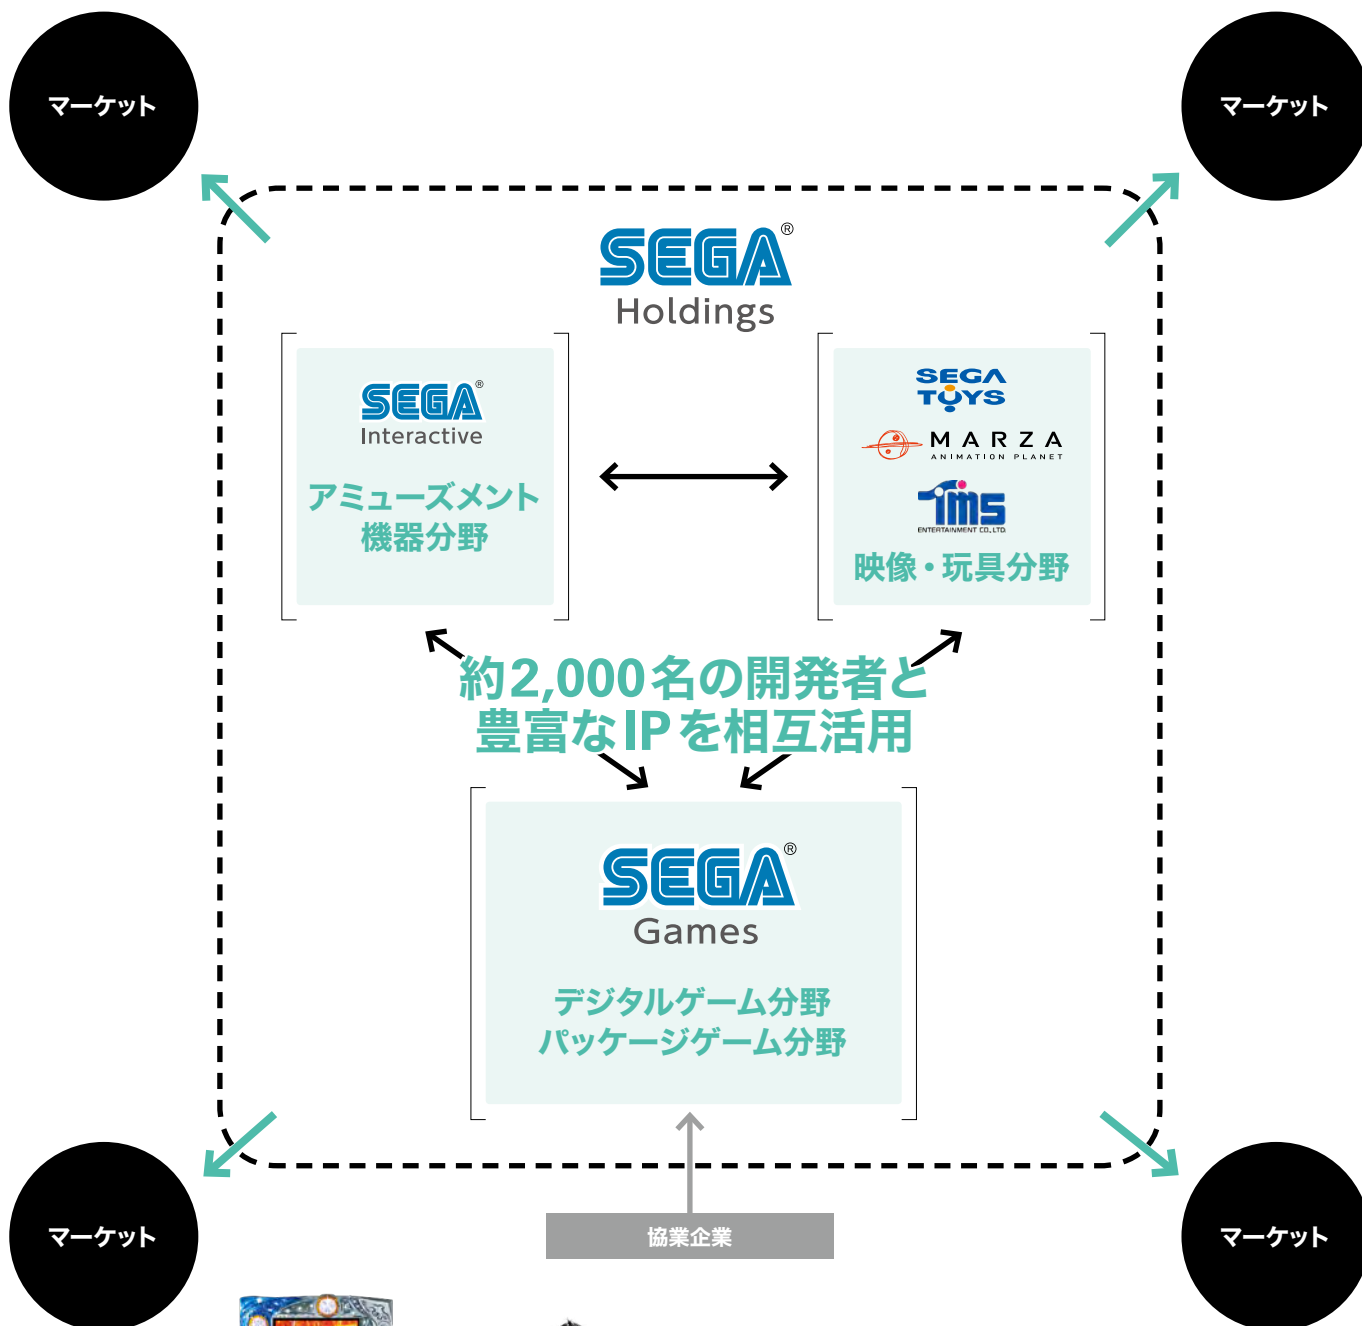 マーケット
マーケット
SEGA®
Holdings
SEGA®
Interactive
アミューズメント
機器分野
SEGA
TOYS
MARZA
ANIMATION PLANET
TMS
ENTERTAINMENT CO.,LTD.
映像・玩具分野
約2,000名の開発者と
豊富なIPを相互活用
SEGA®
Games
デジタルゲーム分野
パッケージゲーム分野
協業企業
マーケット
マーケット